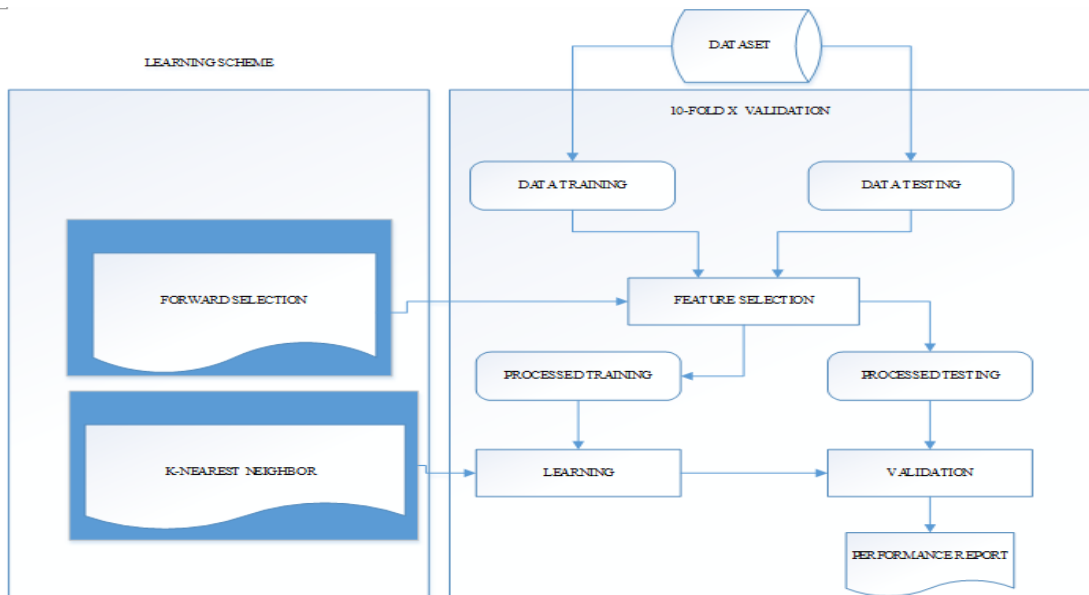 DATASET
LEARNING SCHEME
10-FOLD X VALIDATION
DATA TRAINING
DATA TESTING
FORWARD SELECTION
FEATURE SELECTION
PROCESSED TRAINING
PROCESSED TESTING
K-NEAREST NEIGHBOR
LEARNING
VALIDATION
PERFORMANCE REPORT